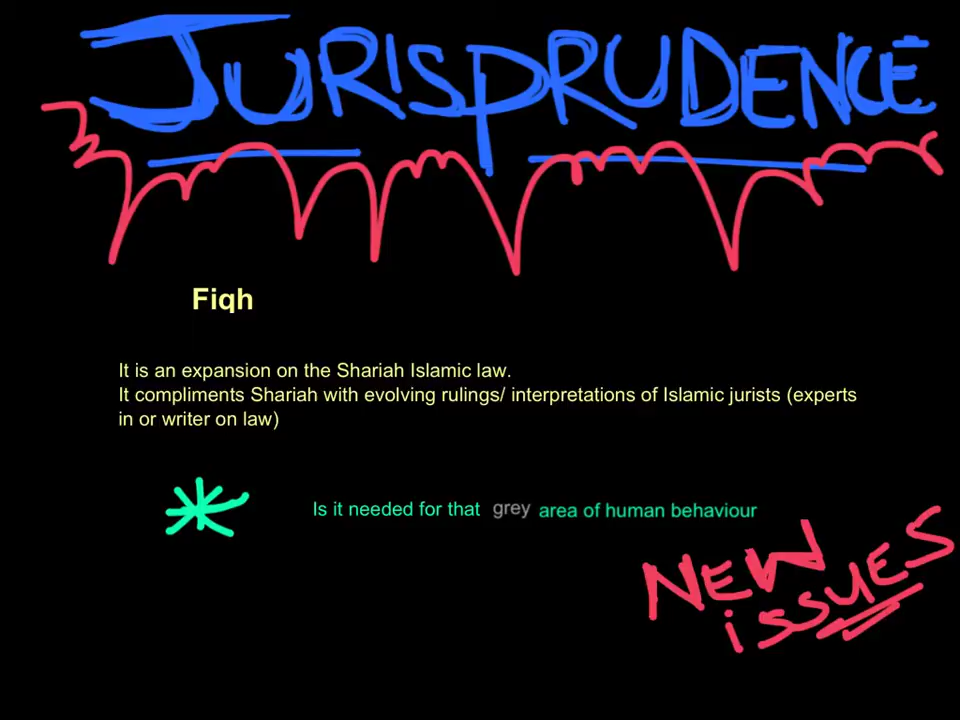 JURISPRUDENCE
Fiqh
It is an expansion on the Shariah Islamic law.
It compliments Shariah with evolving rulings/ interpretations of Islamic jurists (experts
in or writer on law)
Is it needed for that grey area of human behaviour
NEW
issUES